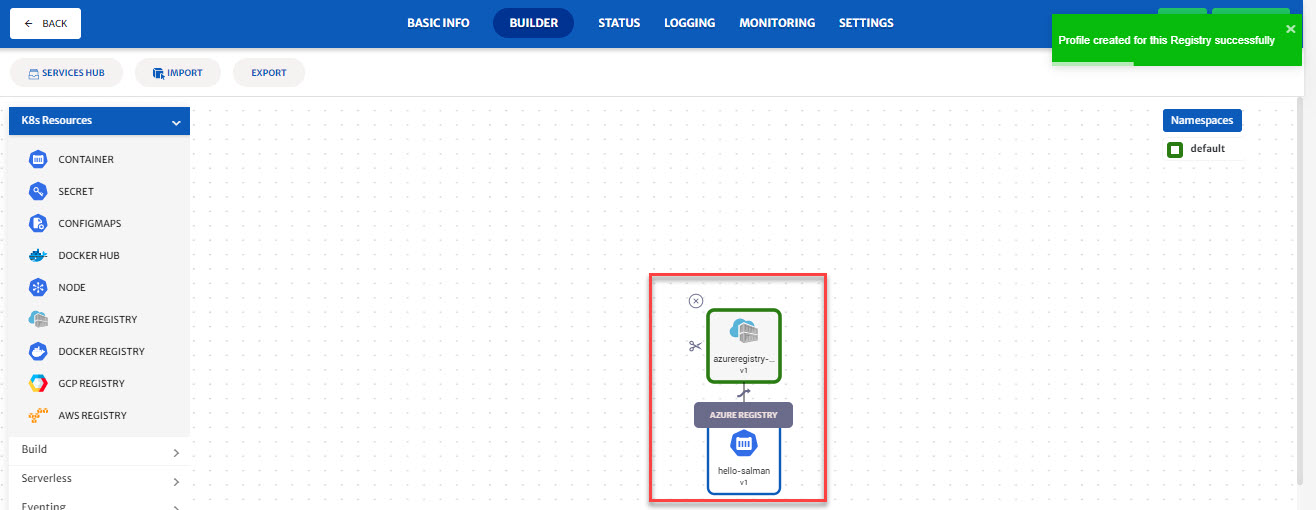 BACK
BASIC INFO
BUILDER
STATUS
LOGGING
MONITORING
SETTINGS
Profile created for this Registry successfully
SERVICES HUB
IMPORT
EXPORT
K8s Resources
CONTAINER
SECRET
CONFIGMAPS
DOCKER HUB
NODE
AZURE REGISTRY
DOCKER REGISTRY
GCP REGISTRY
AWS REGISTRY
Build
Serverless
Eventing
Namespaces
default
azureregistry-...
v1
AZURE REGISTRY
hello-salman
v1